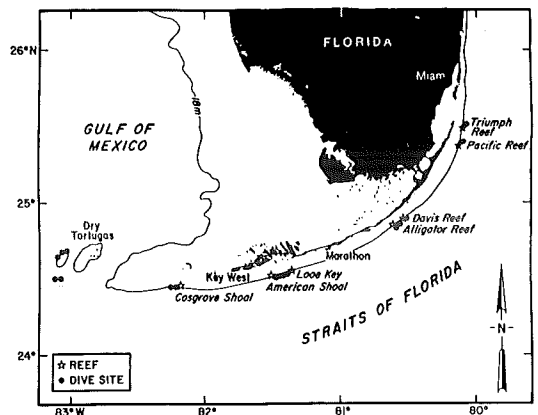 26°
FLORIDA
Miam
18m
GULF OF
MEXICO
Triumph
Reef
Pacific Reef
25°
Dry
Tortugas
Davis Reef
Alligator Reef
Marathon
Key West
Looe Key
American Shoal
Cosgrove Shoal
STRAITS OF FLORIDA
-N-
24°
☆ REEF
● DIVE SITE
83°W
82°
81°
80°